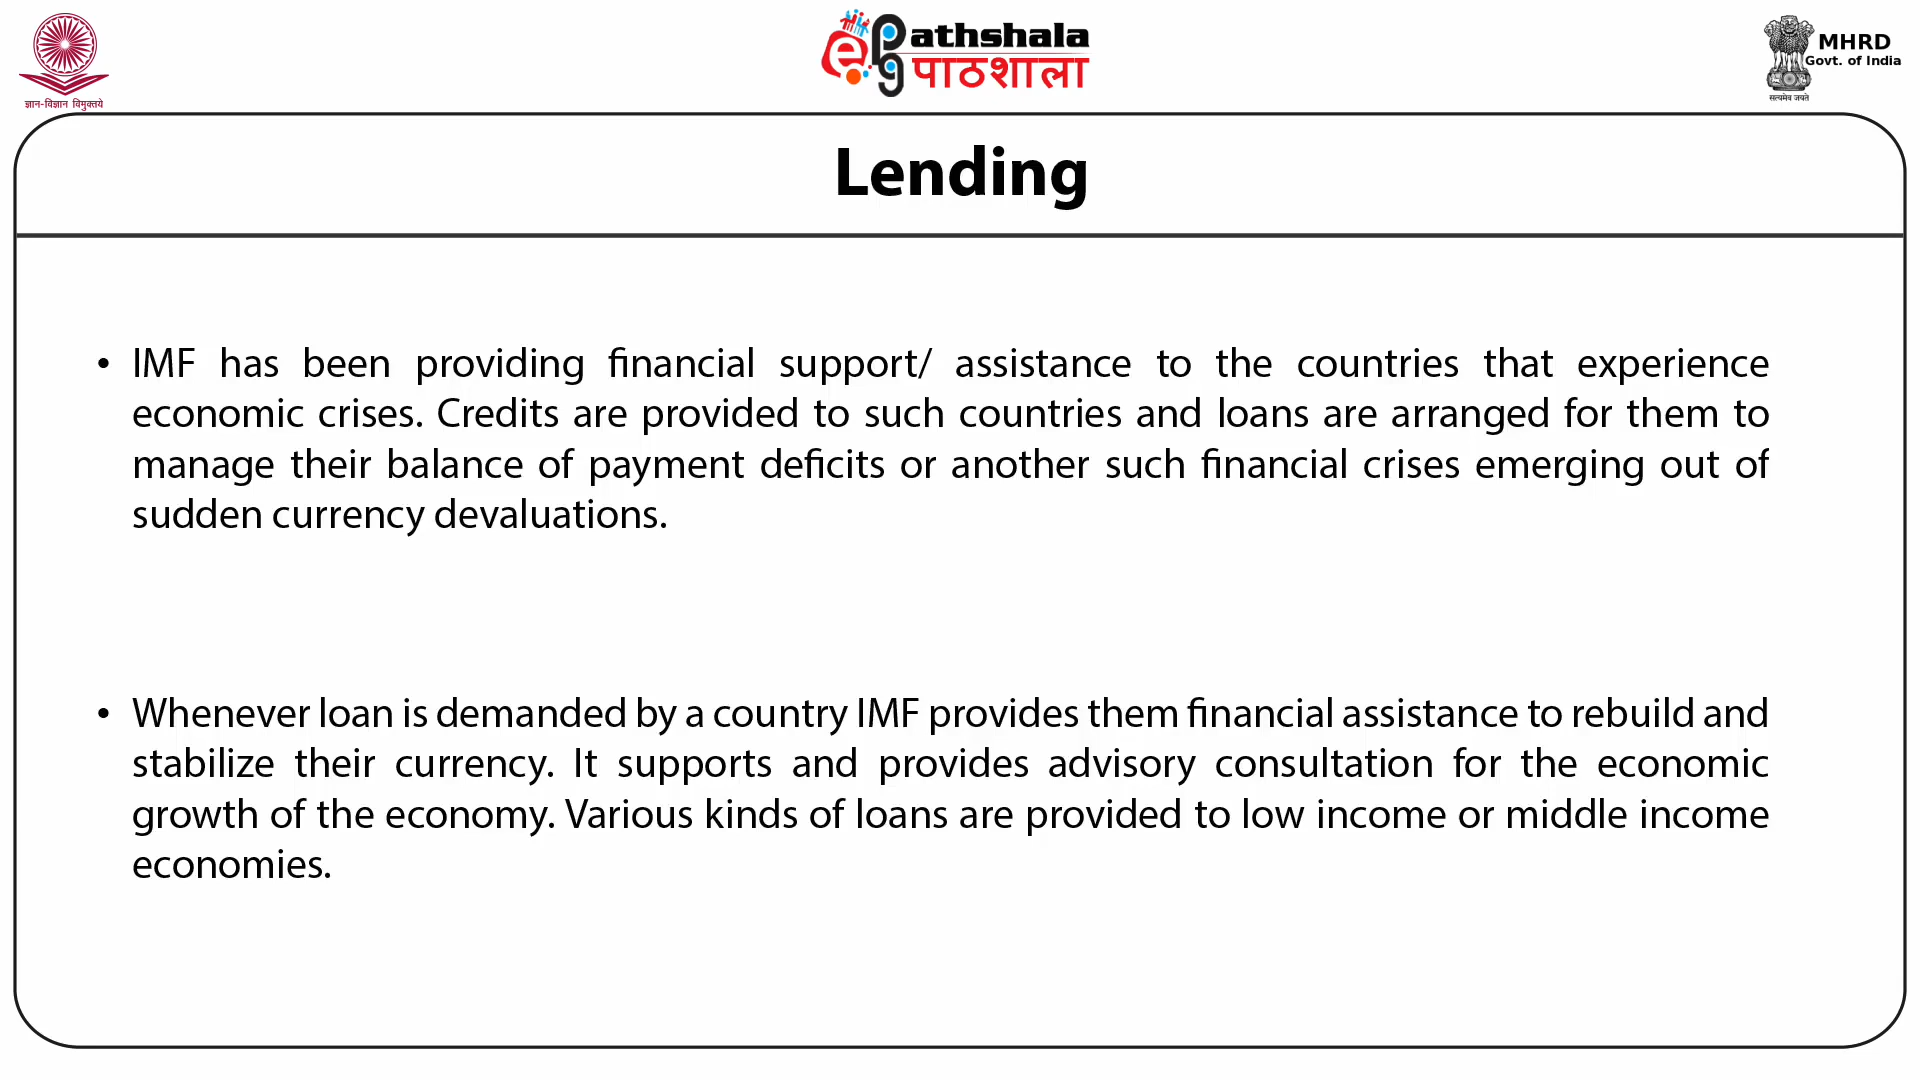 ज्ञान-विज्ञान विमुक्तये
e
pg
athshala
पाठशाला
MHRD
Govt. of India
सत्यमेव जयते
Lending
• IMF has been providing financial support/ assistance to the countries that experience
economic crises. Credits are provided to such countries and loans are arranged for them to
manage their balance of payment deficits or another such financial crises emerging out of
sudden currency devaluations.
• Whenever loan is demanded by a country IMF provides them financial assistance to rebuild and
stabilize their currency. It supports and provides advisory consultation for the economic
growth of the economy. Various kinds of loans are provided to low income or middle income
economies.